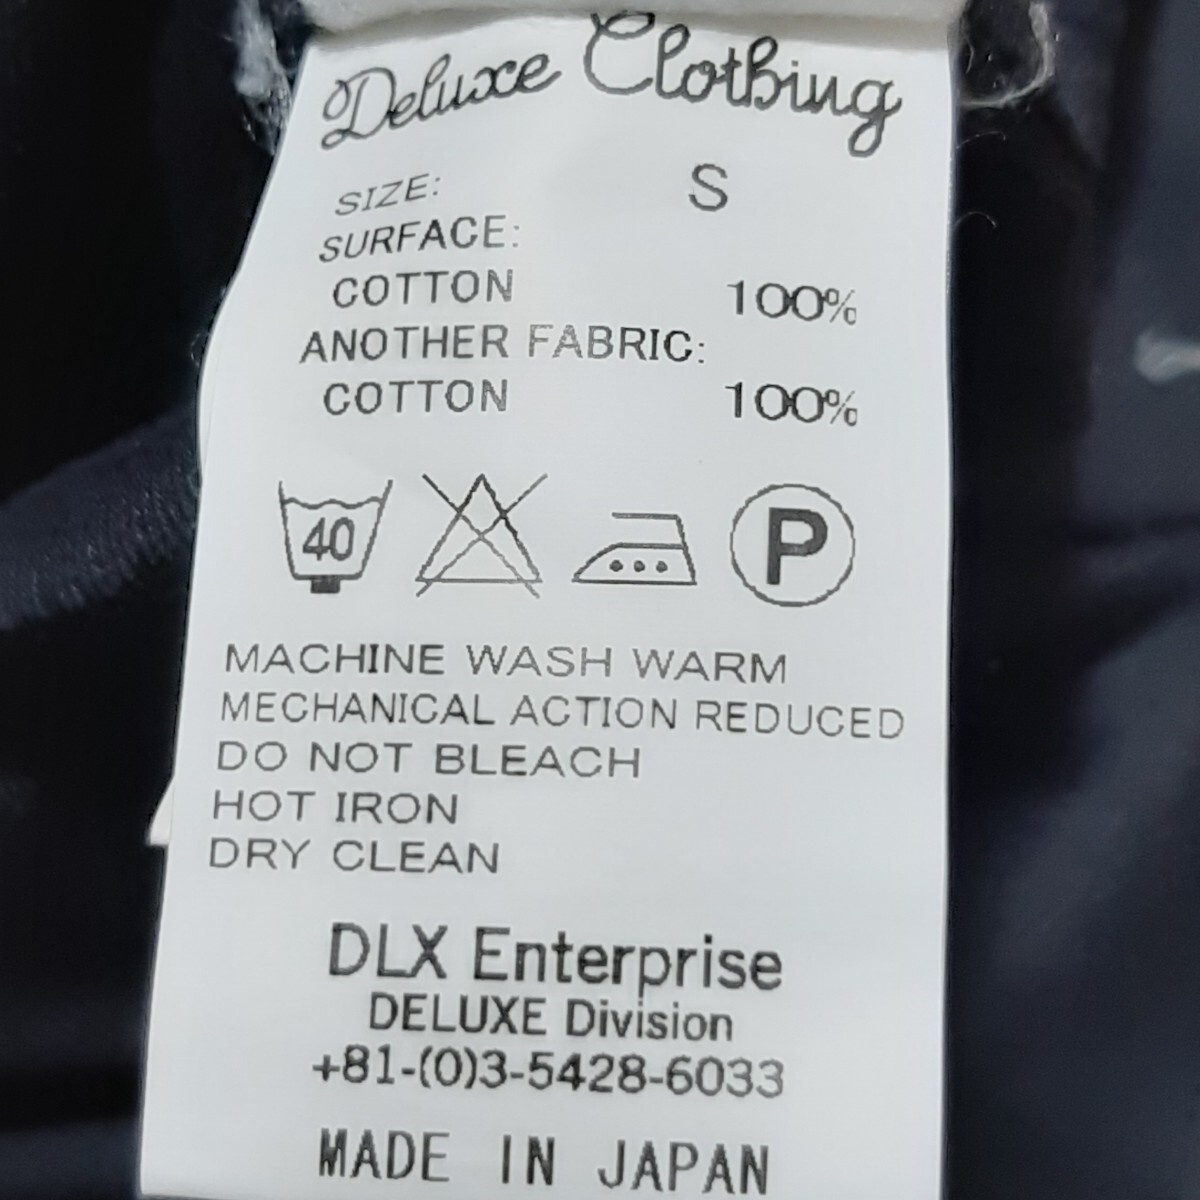 Deluxe Clothing
SIZE: S
SURFACE:
COTTON 100%
ANOTHER FABRIC:
COTTON 100%
40 P
MACHINE WASH WARM
MECHANICAL ACTION REDUCED
DO NOT BLEACH
HOT IRON
DRY CLEAN
DLX Enterprise
DELUXE Division
+81-(0)3-5428-6033
MADE IN JAPAN